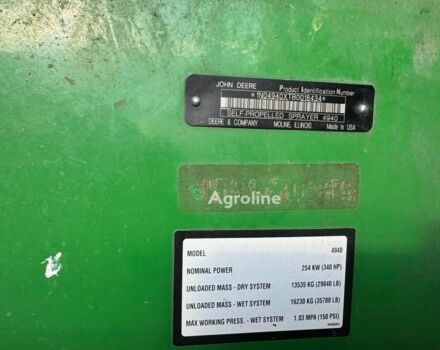 JOHN DEERE Product Identification Number
*1N04940XTB0018434*
SELF-PROPELLED SPRAYER 4940
DEERE & COMPANY MOLINE, ILLINOIS Made in USA
Agroline
MODEL 4940
NOMINAL POWER 254 KW (340 HP)
UNLOADED MASS - DRY SYSTEM 13535 KG (29840 LB)
UNLOADED MASS - WET SYSTEM 16230 KG (35780 LB)
MAX WORKING PRESS. - WET SYSTEM 1.03 MPA (150 PSI)